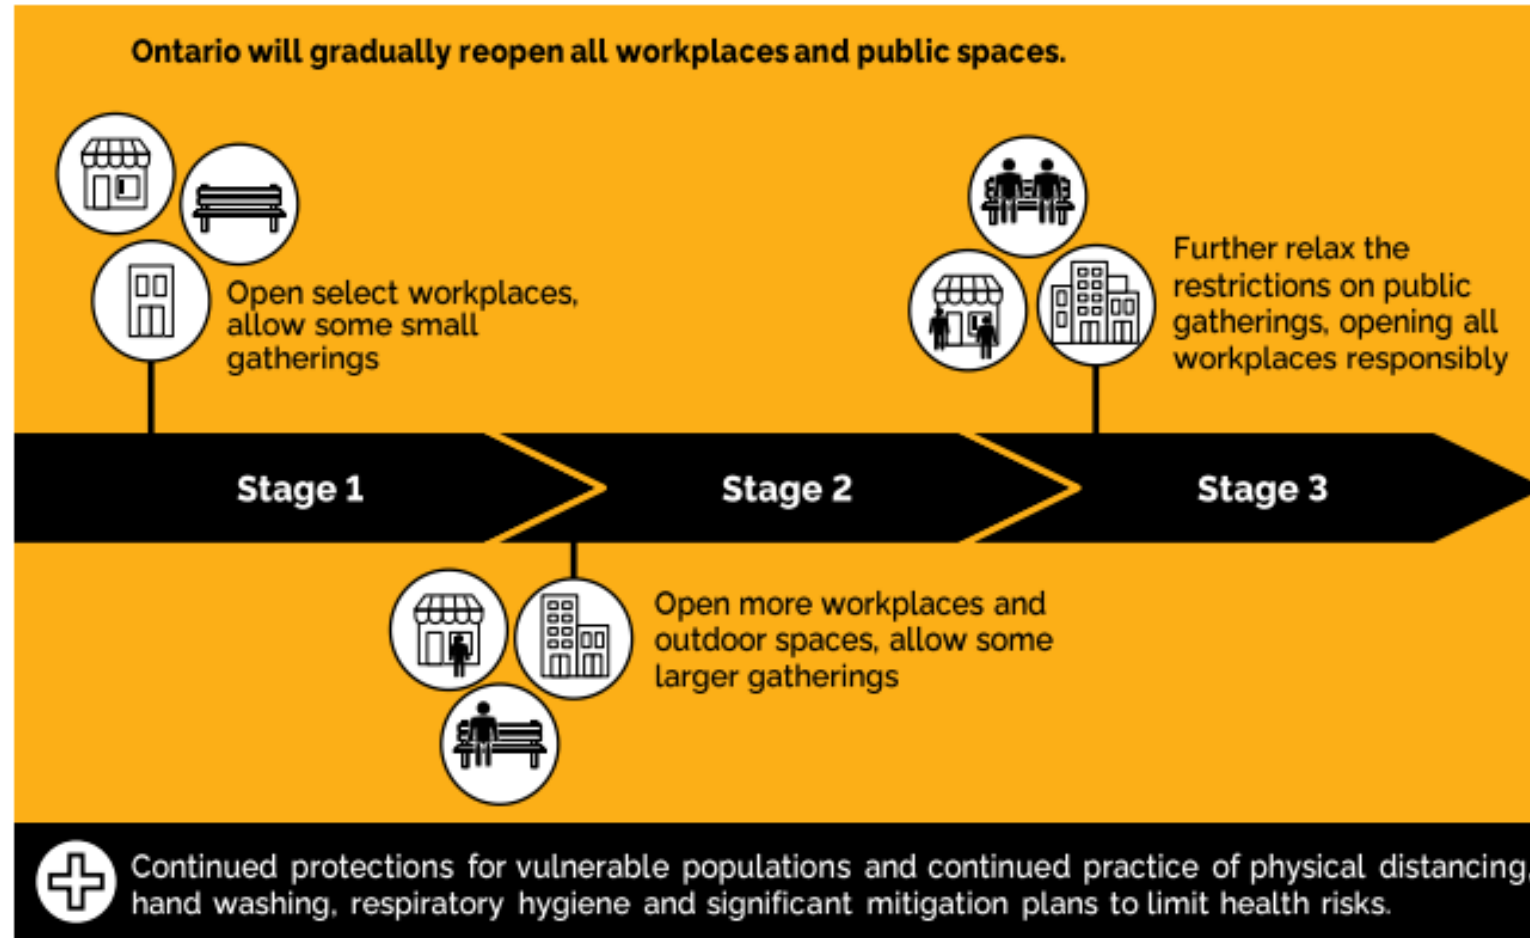 Ontario will gradually reopen all workplaces and public spaces.
Open select workplaces,
allow some small
gatherings
Further relax the
restrictions on public
gatherings, opening all
workplaces responsibly
Stage 1
Stage 2
Stage 3
Open more workplaces and
outdoor spaces, allow some
larger gatherings
Continued protections for vulnerable populations and continued practice of physical distancing,
hand washing, respiratory hygiene and significant mitigation plans to limit health risks.